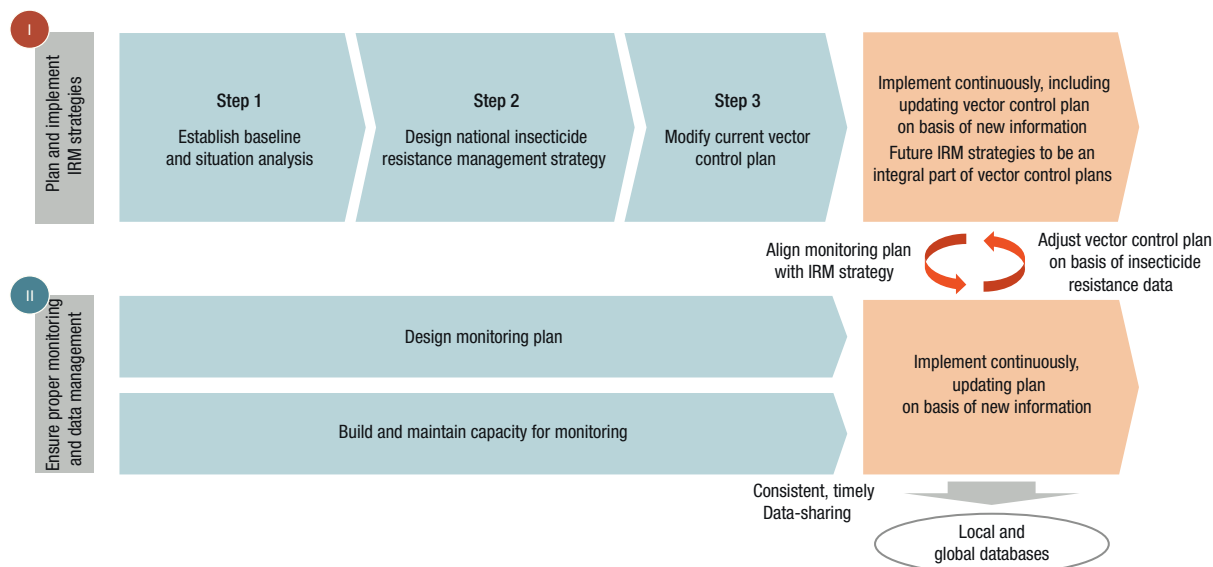 I
Plan and implement
IRM strategies
Step 1
Establish baseline
and situation analysis
Step 2
Design national insecticide
resistance management strategy
Step 3
Modify current vector
control plan
Implement continuously, including
updating vector control plan
on basis of new information
Future IRM strategies to be an
integral part of vector control plans
Align monitoring plan
with IRM strategy
Adjust vector control plan
on basis of insecticide
resistance data
II
Ensure proper monitoring
and data management
Design monitoring plan
Build and maintain capacity for monitoring
Implement continuously,
updating plan
on basis of new information
Consistent, timely
Data-sharing
Local and
global databases